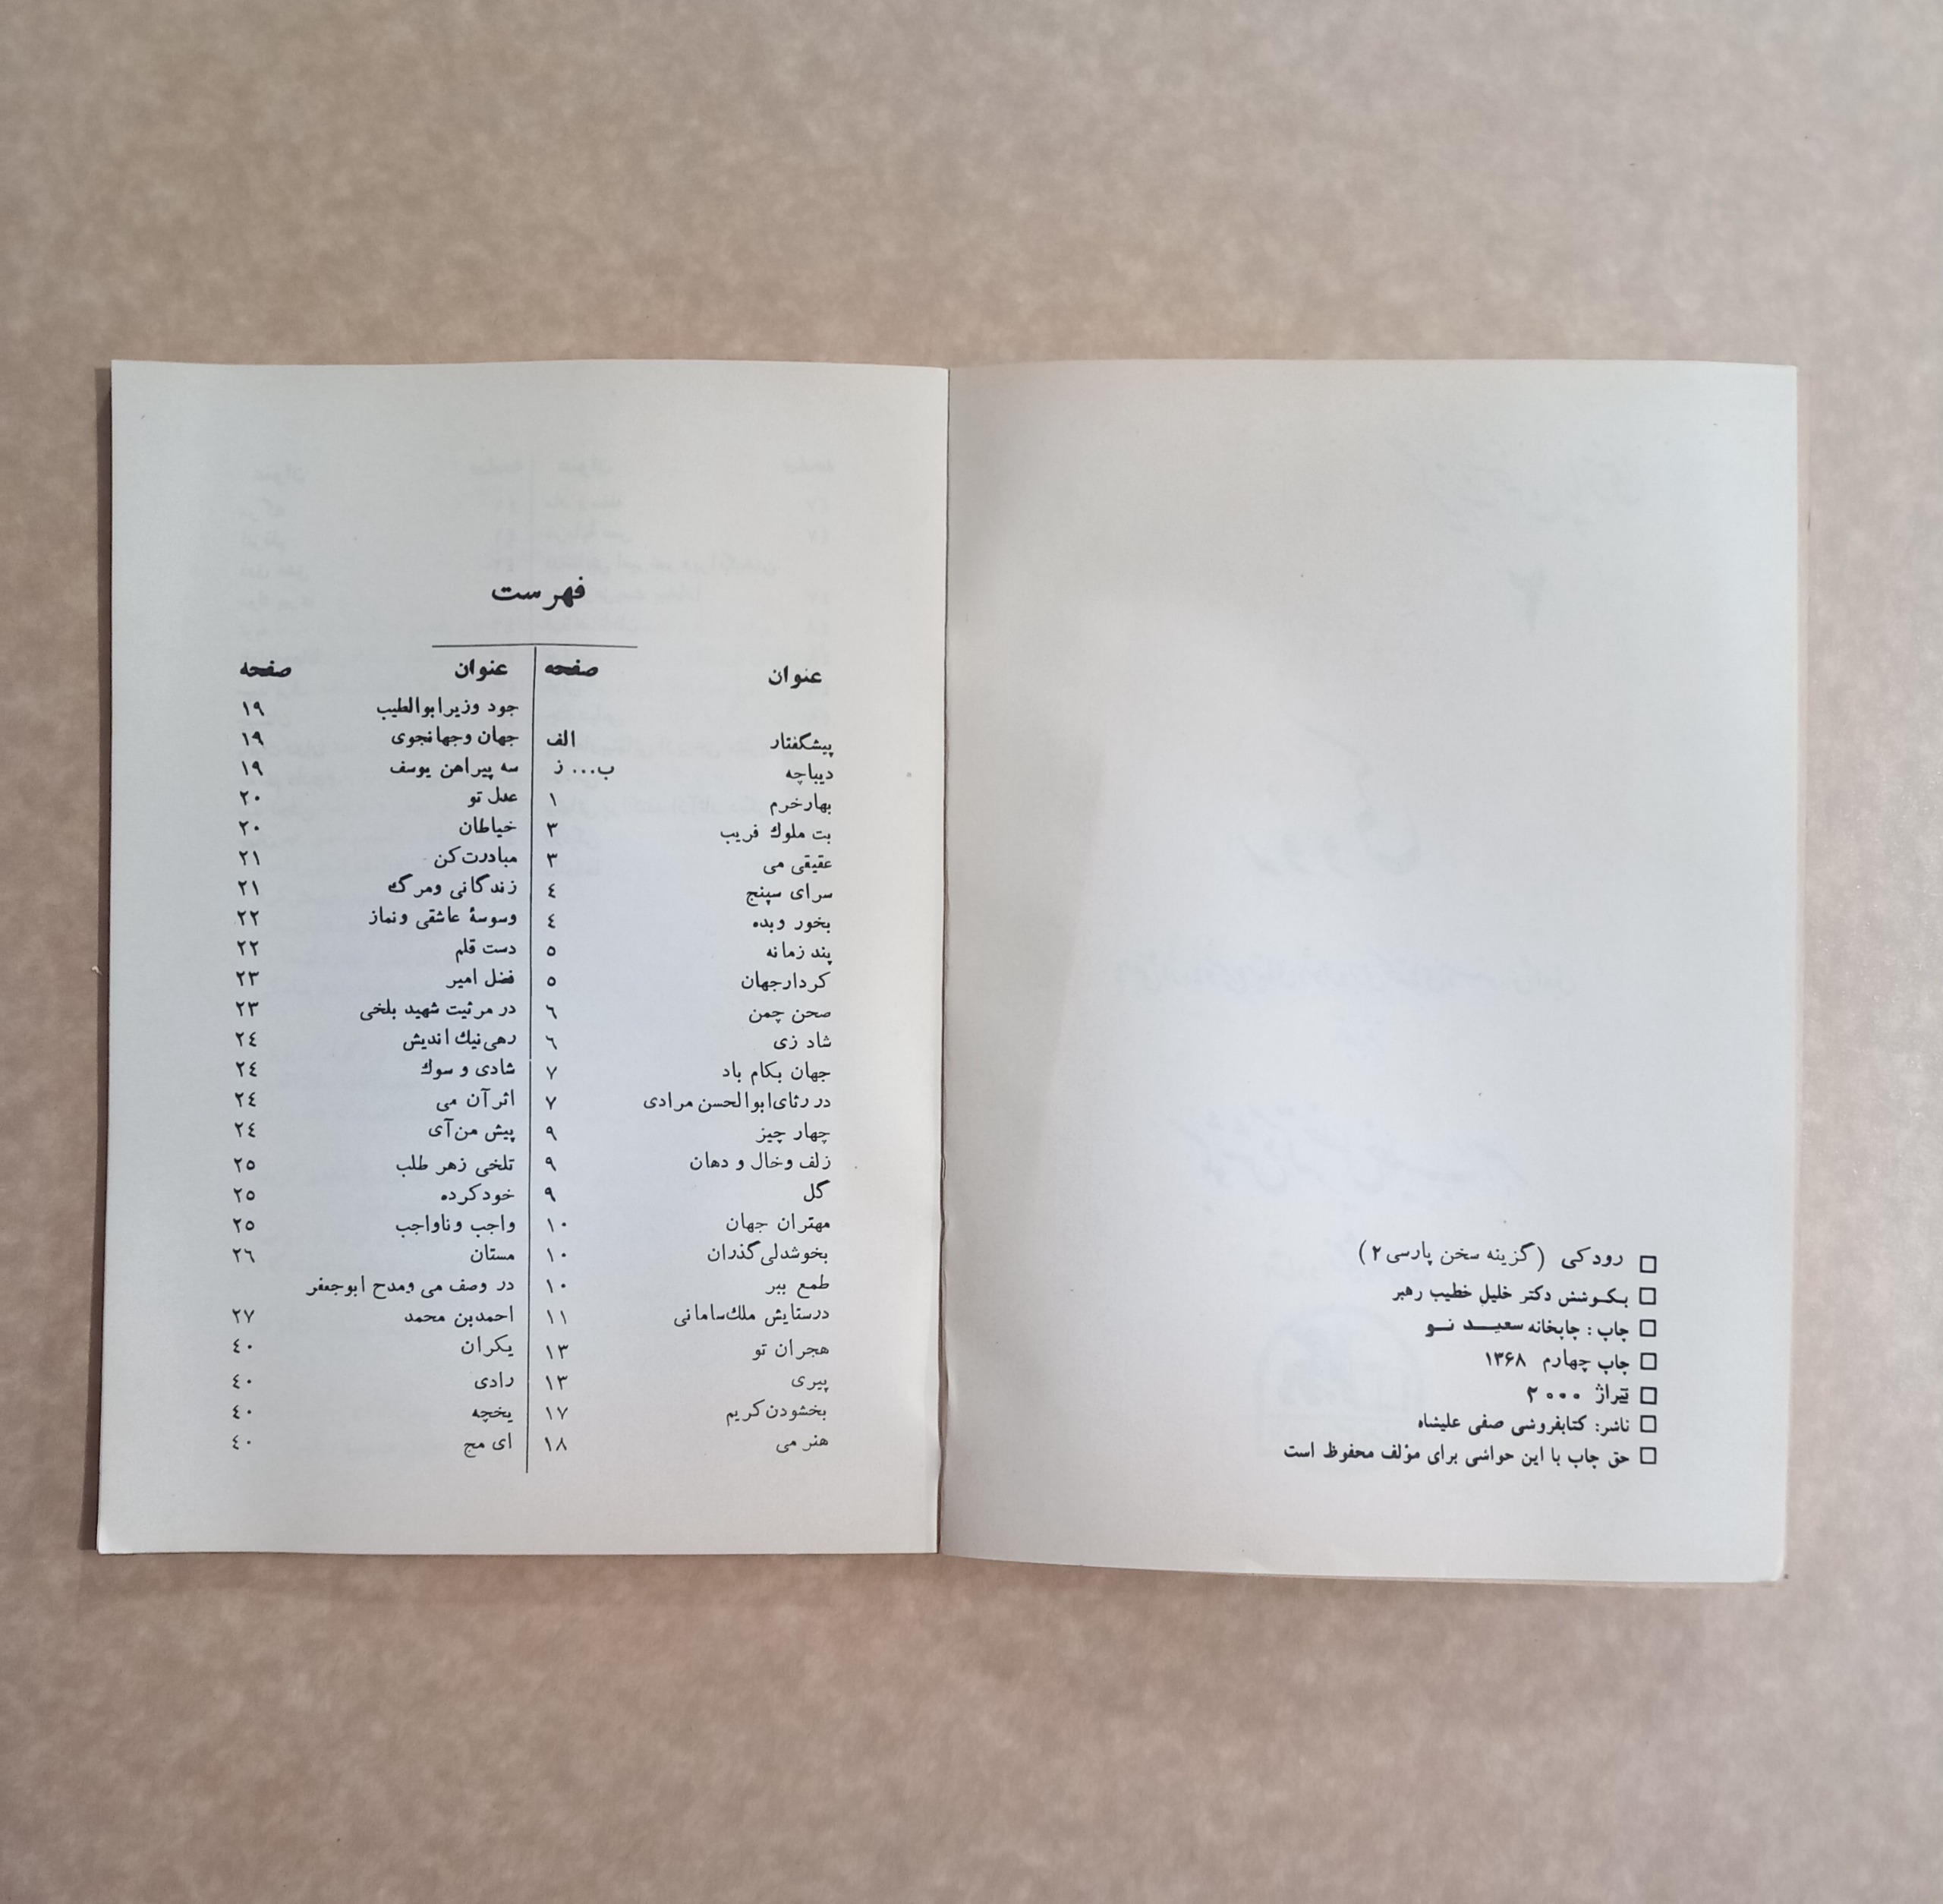 □ رودکی (گزینه سخن پارسی ۲)
□ بکوشش دکتر خلیل خطیب رهبر
□ چاپ: چاپخانه سعید نو
□ چاپ چهارم ۱۳۶۸
□ تیراژ ۲۰۰۰
□ ناشر: کتابفروشی صفی علیشاه
□ حق چاپ با این حواشی برای مؤلف محفوظ است
فهرست
عنوان صفحه
پیشگفتار الف
دیباچه ب... ز
بهارخرم ۱
بت ملوك فریب ۳
عقیقی می ۳
سرای سپنج ٤
بخور وبده ٤
پند زمانه ٥
کردارجهان ٥
صحن چمن ٦
شاد زی ٦
جهان بکام باد ۷
در رثای ابوالحسن مرادی ۷
چهار چیز ۹
زلف وخال و دهان ۹
گل ۹
مهتران جهان ۱۰
بخوشدلی گذران ۱۰
طمع ببر ۱۰
درستایش ملك سامانی ۱۱
هجران تو ۱۳
پیری ۱۳
بخشودن کریم ۱۷
هنر می ۱۸
عنوان صفحه
جود وزیرابوالطیب ۱۹
جهان وجهانجوی ۱۹
سه پیراهن یوسف ۱۹
عدل تو ۲۰
خیاطان ۲۰
مبادرت کن ۲۱
زندگانی ومرگ ۲۱
وسوسهٔ عاشقی ونماز ۲۲
دست قلم ۲۲
فضل امیر ۲۳
در مرثیت شهید بلخی ۲۳
رهی نیك اندیش ۲٤
شادی و سوك ۲٤
اثر آن می ۲٤
پیش من آی ۲٤
تلخی زهر طلب ۲٥
خودکرده ۲٥
واجب وناواجب ۲٥
مستان ۲٦
در وصف می ومدح ابوجعفر
احمدبن محمد ۲۷
یکران ٤۰
رادی ٤۰
یخچه ٤۰
ای مج ٤۰